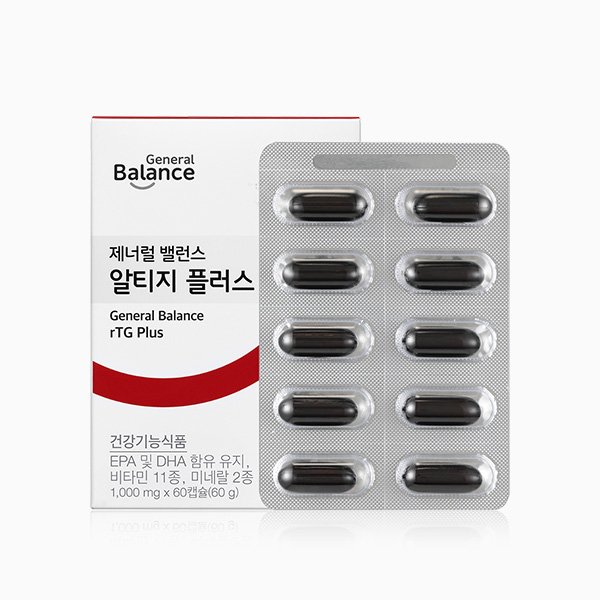 General
Balance
제너럴 밸런스
알티지 플러스
General Balance
rTG Plus
건강기능식품
EPA 및 DHA 함유 유지,
비타민 11종, 미네랄 2종
1,000 mg x 60캡슐(60 g)